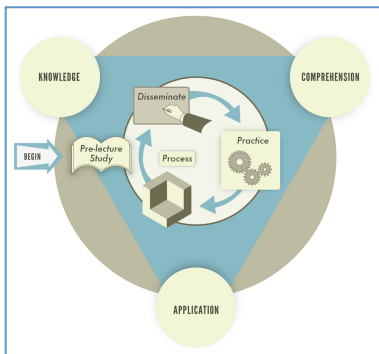 KNOWLEDGE
COMPREHENSION
Disseminate
BEGIN
Pre-lecture
Study
Process
Practice
APPLICATION